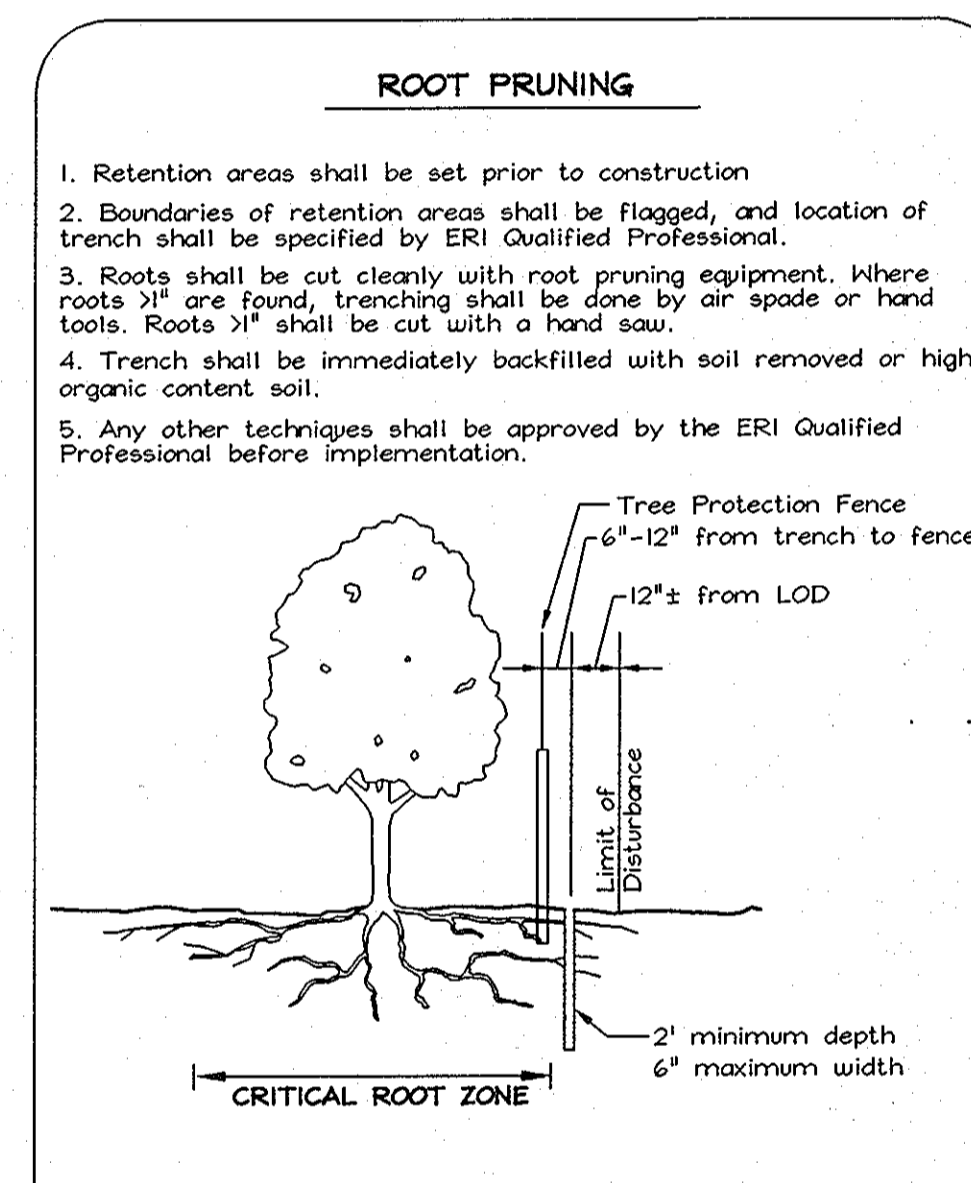 ROOT PRUNING
1. Retention areas shall be set prior to construction
2. Boundaries of retention areas shall be flagged, and location of
trench shall be specified by ERI Qualified Professional.
3. Roots shall be cut cleanly with root pruning equipment. Where
roots >1" are found, trenching shall be done by air spade or hand
tools. Roots >1" shall be cut with a hand saw.
4. Trench shall be immediately backfilled with soil removed or high
organic content soil.
5. Any other techniques shall be approved by the ERI Qualified
Professional before implementation.
Tree Protection Fence
6"-12" from trench to fence
12"± from LOD
Limit of
Disturbance
2' minimum depth
6" maximum width
CRITICAL ROOT ZONE